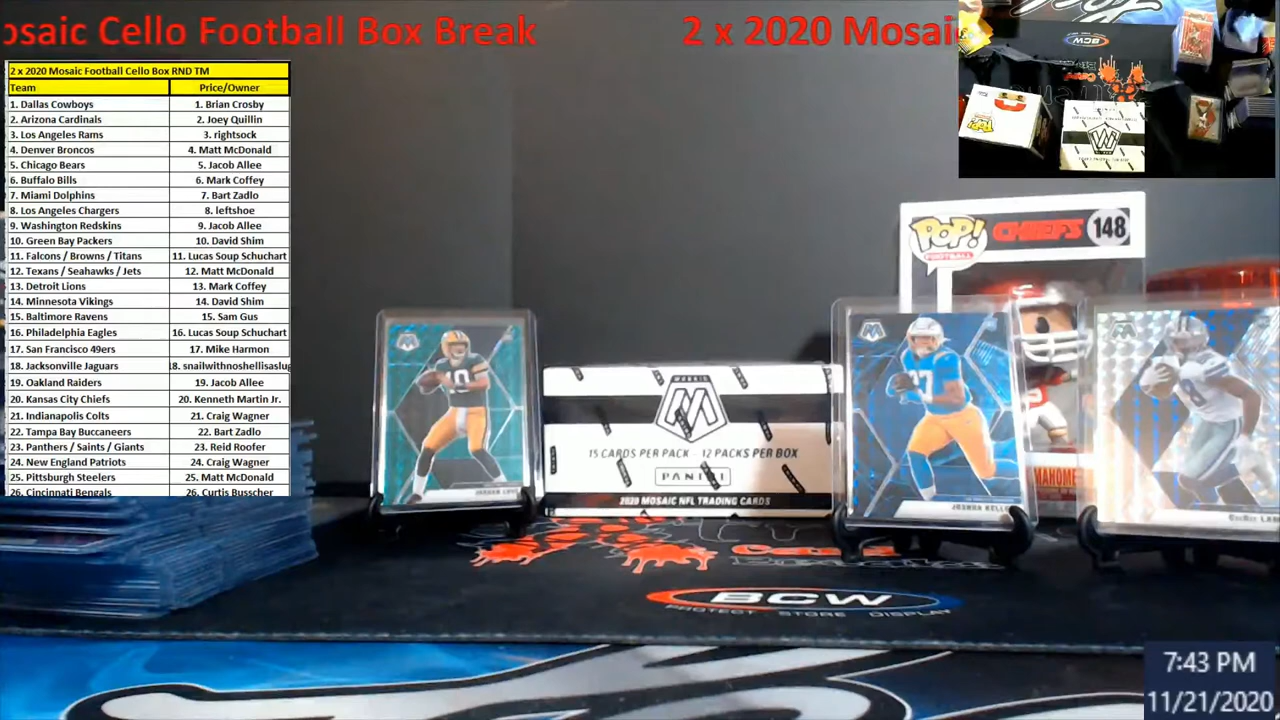 osaic Cello Football Box Break
2 x 2020 Mosaic
2 x 2020 Mosaic Football Cello Box RND TM
Team Price/Owner
1. Dallas Cowboys 1. Brian Crosby
2. Arizona Cardinals 2. Joey Quillin
3. Los Angeles Rams 3. rightsock
4. Denver Broncos 4. Matt McDonald
5. Chicago Bears 5. Jacob Allee
6. Buffalo Bills 6. Mark Coffey
7. Miami Dolphins 7. Bart Zadlo
8. Los Angeles Chargers 8. leftshoe
9. Washington Redskins 9. Jacob Allee
10. Green Bay Packers 10. David Shim
11. Falcons / Browns / Titans 11. Lucas Soup Schuchart
12. Texans / Seahawks / Jets 12. Matt McDonald
13. Detroit Lions 13. Mark Coffey
14. Minnesota Vikings 14. David Shim
15. Baltimore Ravens 15. Sam Gus
16. Philadelphia Eagles 16. Lucas Soup Schuchart
17. San Francisco 49ers 17. Mike Harmon
18. Jacksonville Jaguars 18. snailwithnoshellisaslug
19. Oakland Raiders 19. Jacob Allee
20. Kansas City Chiefs 20. Kenneth Martin Jr.
21. Indianapolis Colts 21. Craig Wagner
22. Tampa Bay Buccaneers 22. Bart Zadlo
23. Panthers / Saints / Giants 23. Reid Roofer
24. New England Patriots 24. Craig Wagner
25. Pittsburgh Steelers 25. Matt McDonald
26. Cincinnati Bengals 26. Curtis Busscher
POP! CHIEFS 148
FOOTBALL
MOSAIC
15 CARDS PER PACK · 12 PACKS PER BOX
PANINI
2020 MOSAIC NFL TRADING CARDS
JORDAN LOVE
MAHOME
BCW
PROTECT STORE DISPLAY
7:43 PM
11/21/2020